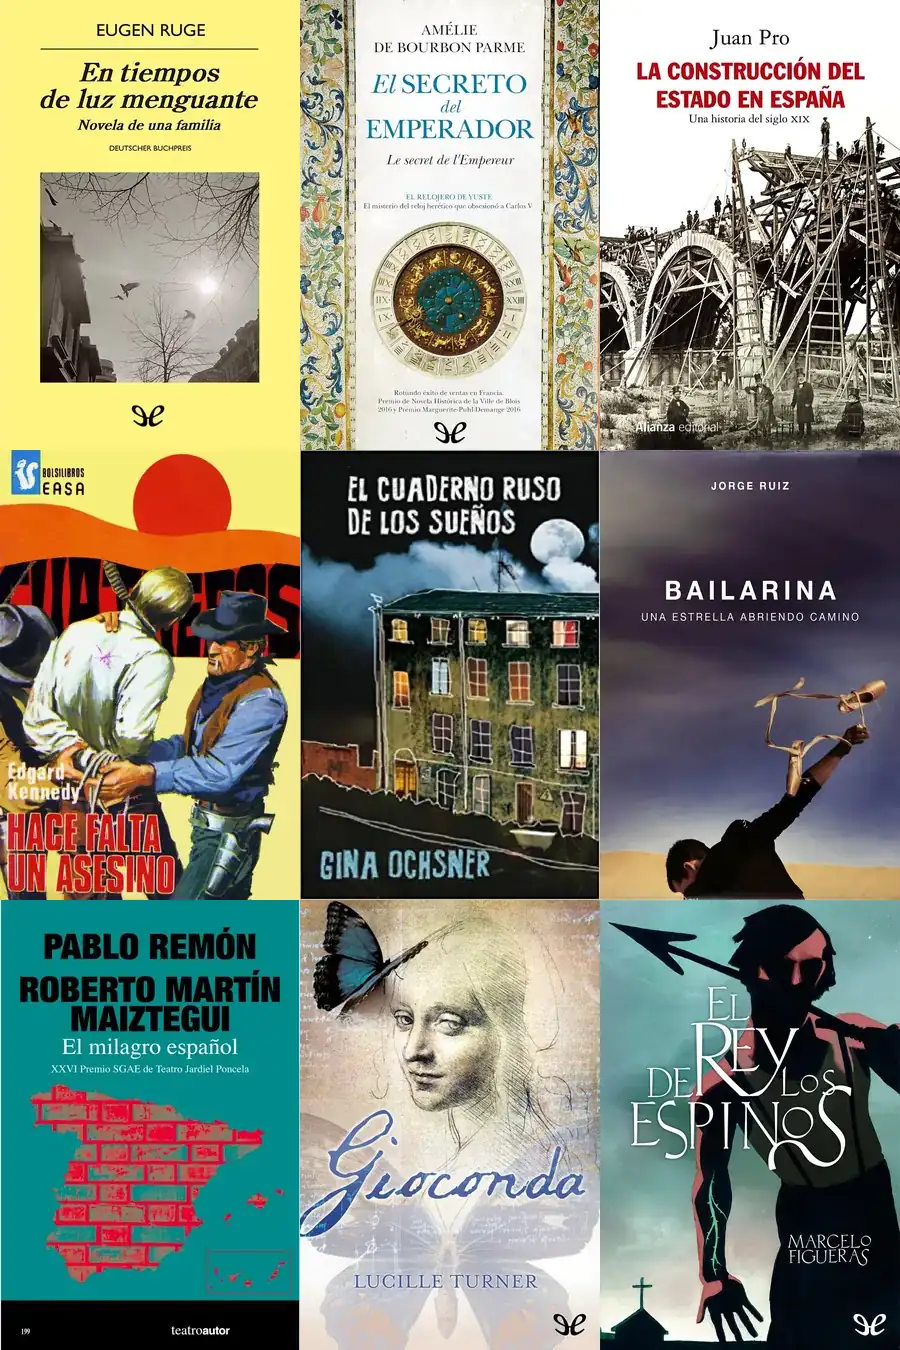 EUGEN RUGE
En tiempos
de luz menguante
Novela de una familia
DEUTSCHER BUCHPREIS
AMÉLIE
DE BOURBON PARME
El SECRETO
del
EMPERADOR
Le secret de l'Empereur
EL RELOJERO DE YUSTE
El misterio del reloj herético que obsesionó a Carlos V
Rotundo éxito de ventas en Francia.
Premio de Novela Histórica de la Ville de Blois
2016 y Prémio Marguerite-Puhl-Demange 2016
Juan Pro
LA CONSTRUCCIÓN DEL
ESTADO EN ESPAÑA
Una historia del siglo XIX
Alianza editorial
BOLSILIBROS
EASA
Edgard
Kennedy
HACE FALTA
UN ASESINO
EL CUADERNO RUSO
DE LOS SUEÑOS
GINA OCHSNER
JORGE RUIZ
BAILARINA
UNA ESTRELLA ABRIENDO CAMINO
PABLO REMÓN
ROBERTO MARTÍN
MAIZTEGUI
El milagro español
XXVI Premio SGAE de Teatro Jardiel Poncela
199
teatroautor
Gioconda
LUCILLE TURNER
EL
REY
DE LOS
ESPINOS
MARCELO
FIGUERAS